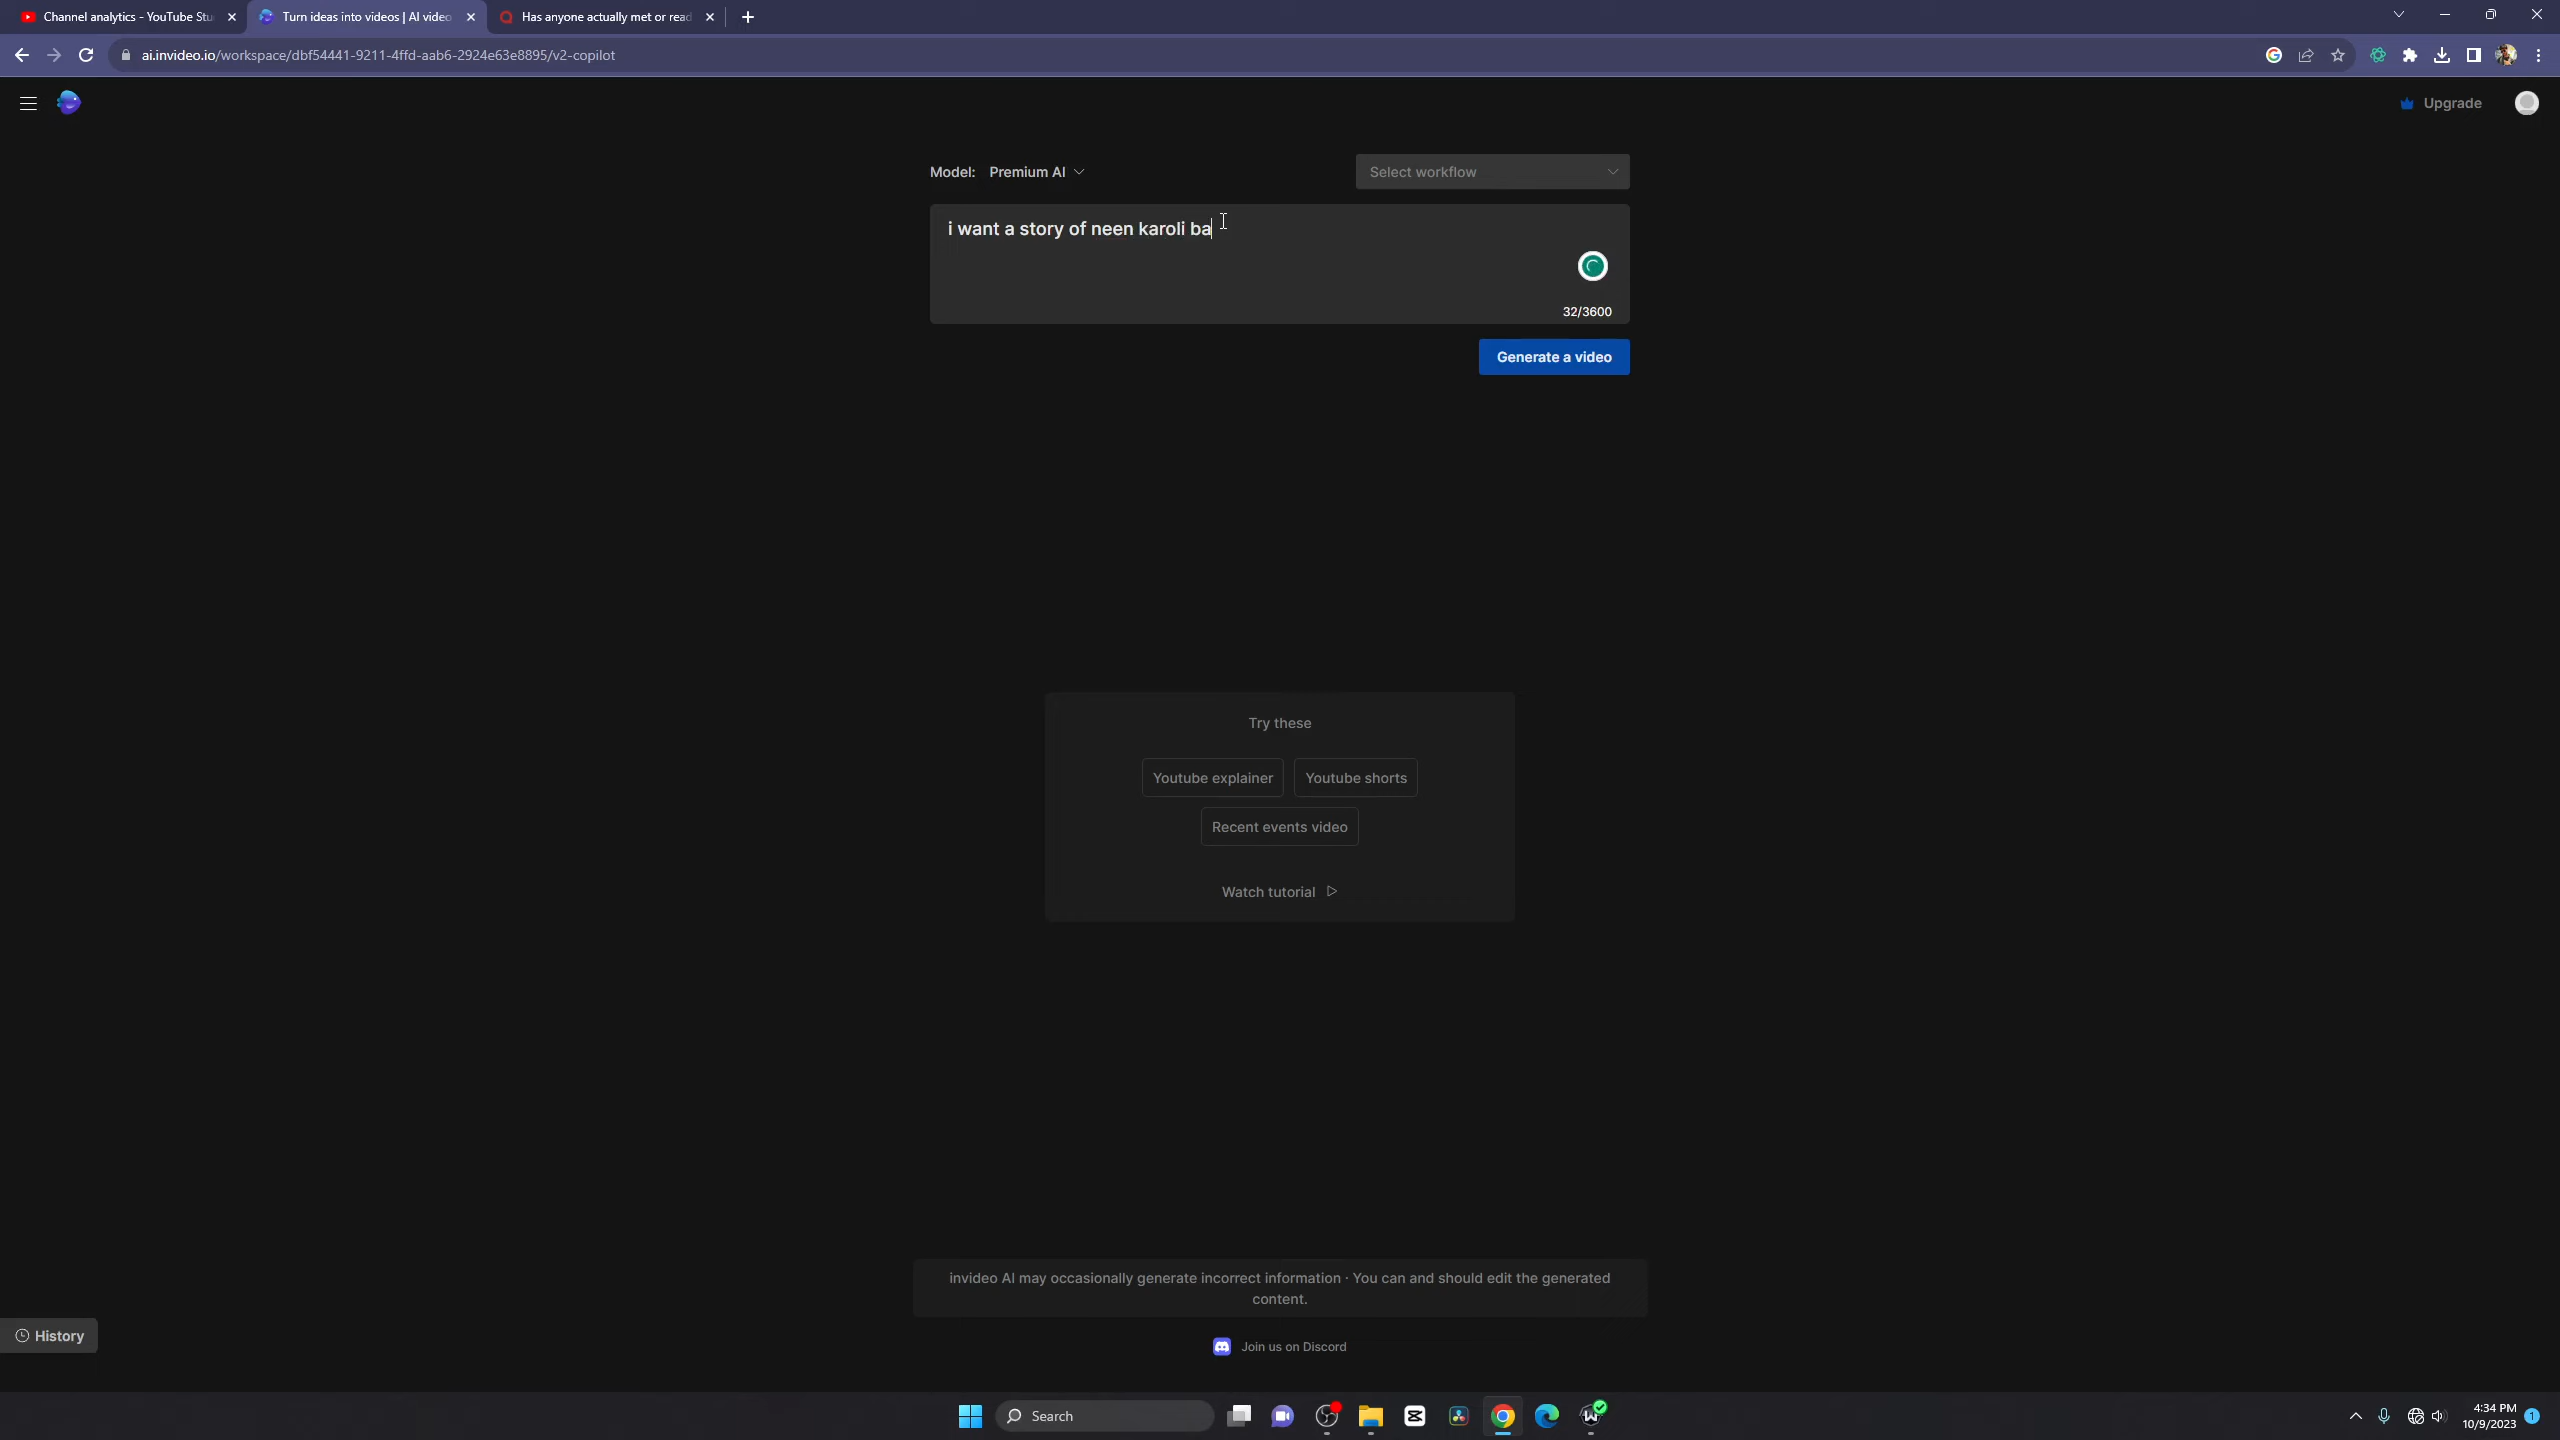 Channel analytics - YouTube Stu
Turn ideas into videos | AI video
Has anyone actually met or read
ai.invideo.io/workspace/dbf54441-9211-4ffd-aab6-2924e63e8895/v2-copilot
Upgrade
Model: Premium AI
Select workflow
i want a story of neen karoli ba
32/3600
Generate a video
Try these
Youtube explainer
Youtube shorts
Recent events video
Watch tutorial
invideo AI may occasionally generate incorrect information · You can and should edit the generated
content.
History
Join us on Discord
Search
4:34 PM
10/9/2023
1